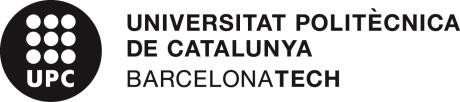 UPC
UNIVERSITAT POLITÈCNICA
DE CATALUNYA
BARCELONATECH